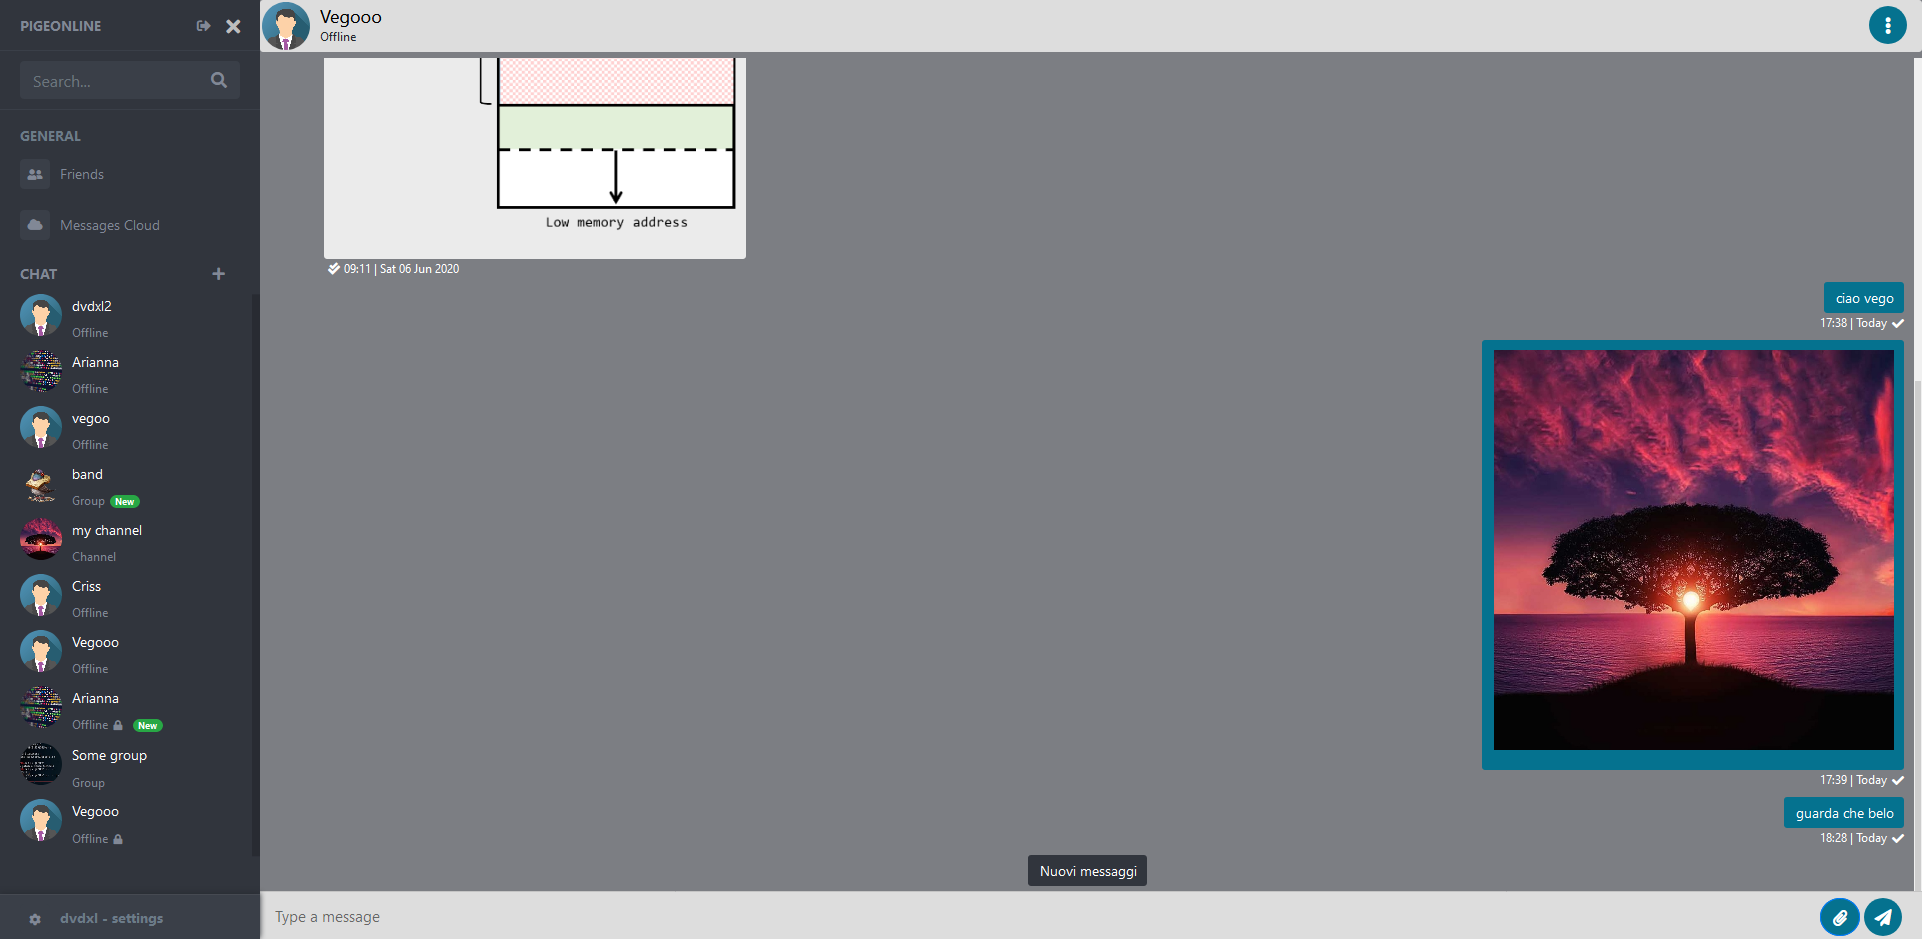 PIGEONLINE
Search...
GENERAL
Friends
Messages Cloud
CHAT
dvdxl2
Offline
Arianna
Offline
vegoo
Offline
band
Group New
my channel
Channel
Criss
Offline
Vegooo
Offline
Arianna
Offline New
Some group
Group
Vegooo
Offline
dvdxl - settings
Vegooo
Offline
Low memory address
09:11 | Sat 06 Jun 2020
ciao vego
17:38 | Today
17:39 | Today
guarda che belo
18:28 | Today
Nuovi messaggi
Type a message